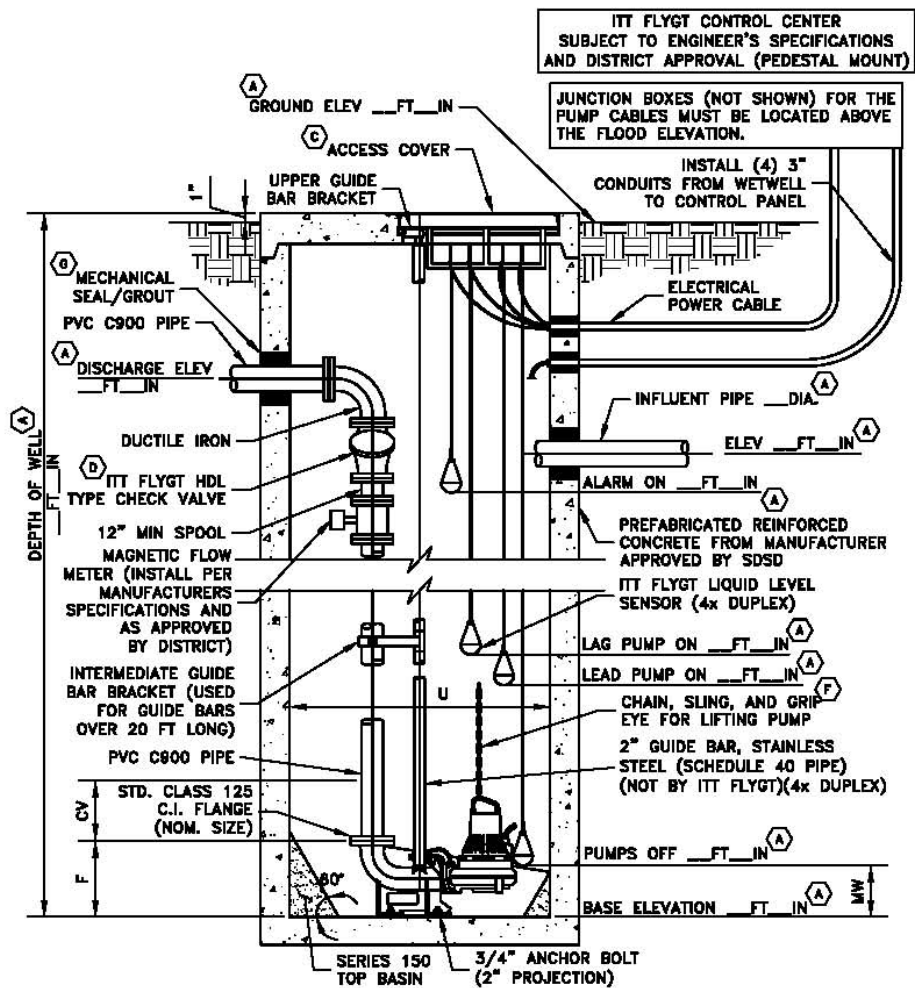 ITT FLYGT CONTROL CENTER
SUBJECT TO ENGINEER'S SPECIFICATIONS
AND DISTRICT APPROVAL (PEDESTAL MOUNT)
JUNCTION BOXES (NOT SHOWN) FOR THE
PUMP CABLES MUST BE LOCATED ABOVE
THE FLOOD ELEVATION.
A
GROUND ELEV __FT__IN
C ACCESS COVER
UPPER GUIDE
BAR BRACKET
INSTALL (4) 3"
CONDUITS FROM WETWELL
TO CONTROL PANEL
1"
G MECHANICAL
SEAL/GROUT
PVC C900 PIPE
A DISCHARGE ELEV
__FT__IN
ELECTRICAL
POWER CABLE
A
DEPTH OF WELL
__FT__IN
INFLUENT PIPE __DIA. A
ELEV __FT__IN A
DUCTILE IRON
D ITT FLYGT HDL
TYPE CHECK VALVE
ALARM ON __FT__IN
A
12" MIN SPOOL
MAGNETIC FLOW
METER (INSTALL PER
MANUFACTURERS
SPECIFICATIONS AND
AS APPROVED
BY DISTRICT)
PREFABRICATED REINFORCED
CONCRETE FROM MANUFACTURER
APPROVED BY SDSD
ITT FLYGT LIQUID LEVEL
SENSOR (4x DUPLEX)
LAG PUMP ON __FT__IN A
LEAD PUMP ON __FT__IN A
INTERMEDIATE GUIDE
BAR BRACKET (USED
FOR GUIDE BARS
OVER 20 FT LONG)
U
F
CHAIN, SLING, AND GRIP
EYE FOR LIFTING PUMP
PVC C900 PIPE
2" GUIDE BAR, STAINLESS
STEEL (SCHEDULE 40 PIPE)
(NOT BY ITT FLYGT)(4x DUPLEX)
STD. CLASS 125
C.I. FLANGE
(NOM. SIZE)
CV
F
60°
PUMPS OFF __FT__IN A
MW
BASE ELEVATION __FT__IN A
SERIES 150
TOP BASIN
3/4" ANCHOR BOLT
(2" PROJECTION)